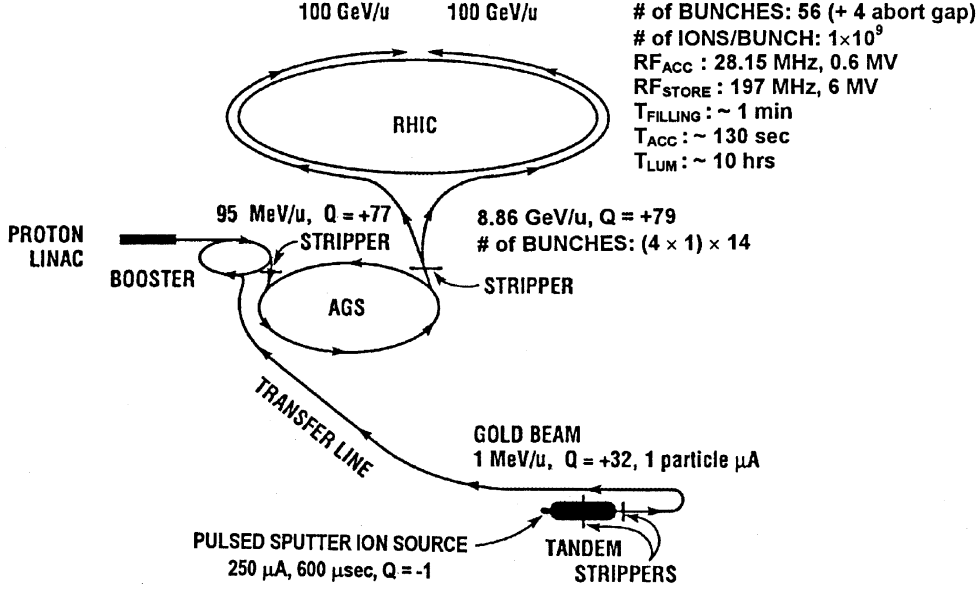 100 GeV/u 100 GeV/u
# of BUNCHES: 56 (+ 4 abort gap)
# of IONS/BUNCH: 1×10⁹
RF_ACC : 28.15 MHz, 0.6 MV
RF_STORE : 197 MHz, 6 MV
T_FILLING : ~ 1 min
T_ACC : ~ 130 sec
T_LUM : ~ 10 hrs
RHIC
95 MeV/u, Q = +77
STRIPPER
8.86 GeV/u, Q = +79
# of BUNCHES: (4 × 1) × 14
STRIPPER
PROTON
LINAC
BOOSTER
AGS
TRANSFER LINE
GOLD BEAM
1 MeV/u, Q = +32, 1 particle μA
PULSED SPUTTER ION SOURCE
250 μA, 600 μsec, Q = -1
TANDEM
STRIPPERS